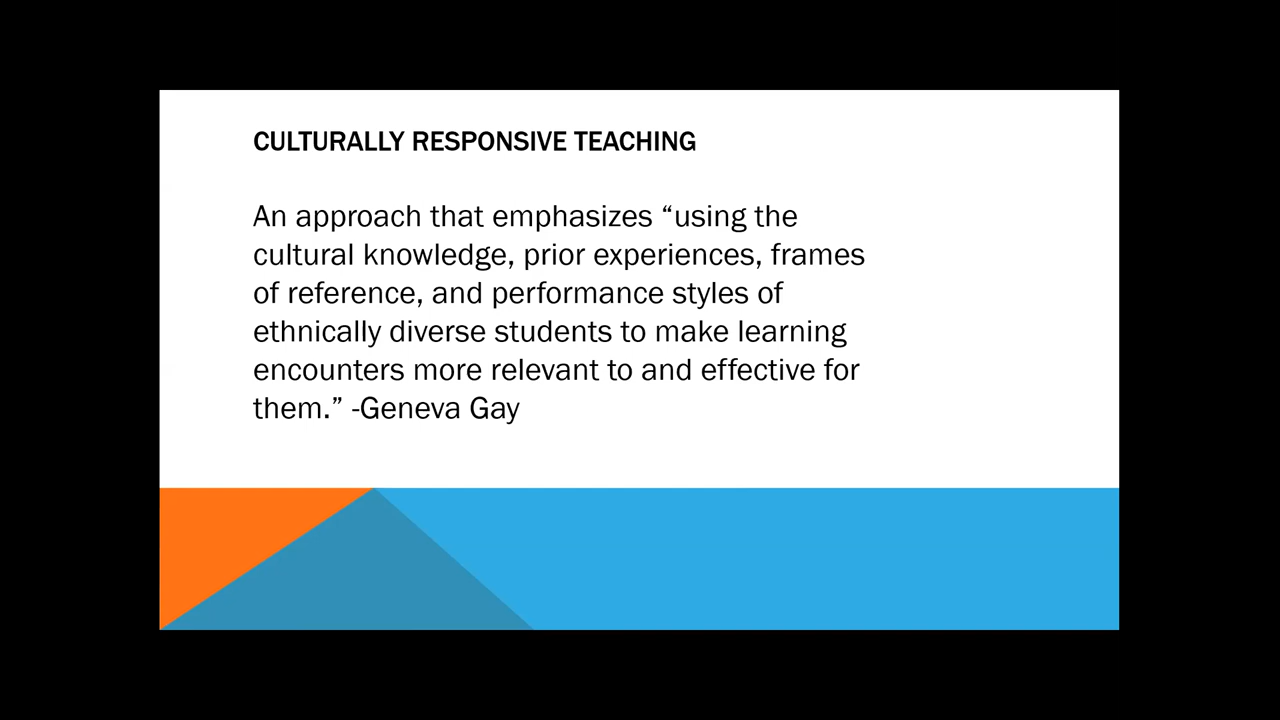 CULTURALLY RESPONSIVE TEACHING
An approach that emphasizes “using the
cultural knowledge, prior experiences, frames
of reference, and performance styles of
ethnically diverse students to make learning
encounters more relevant to and effective for
them.” -Geneva Gay